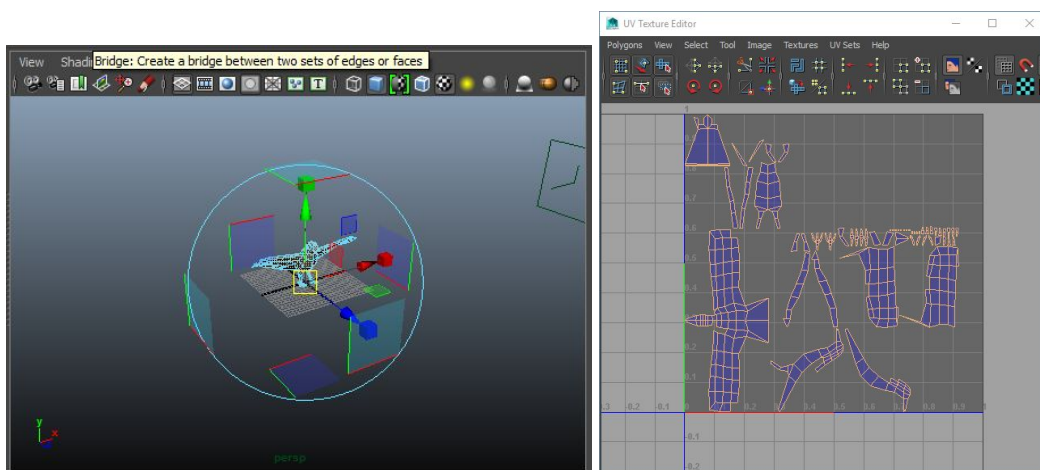 UV Texture Editor
View Shadi Bridge: Create a bridge between two sets of edges or faces
Polygons View Select Tool Image Textures UV Sets Help
T
1
0.8
0.6
0.5
0.4
0.3
0.2
0.1
.3 -0.2 -0.1 0 0.2 0.4 0.5 0.6 0.7 0.8 0.9 1
-0.1
-0.2
y
x
persp